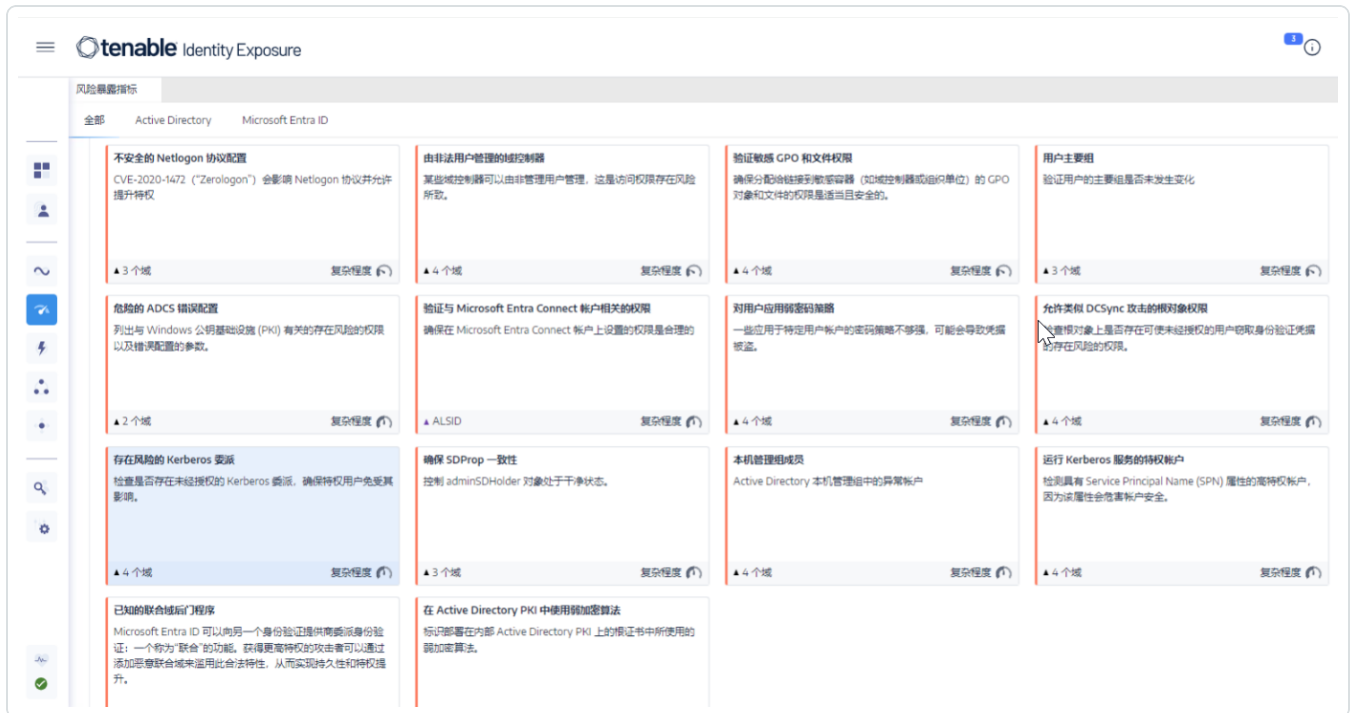 tenable Identity Exposure
3
风险暴露指标
全部 Active Directory Microsoft Entra ID
不安全的 Netlogon 协议配置
CVE-2020-1472（“Zerologon”）会影响 Netlogon 协议并允许
提升特权
▲3 个域 复杂程度
由非法用户管理的域控制器
某些域控制器可以由非管理用户管理，这是访问权限存在风险
所致。
▲4 个域 复杂程度
验证敏感 GPO 和文件权限
确保分配给链接到敏感容器（如域控制器或组织单位）的 GPO
对象和文件的权限是适当且安全的。
▲4 个域 复杂程度
用户主要组
验证用户的主要组是否未发生变化
▲3 个域 复杂程度
危险的 ADCS 错误配置
列出与 Windows 公钥基础设施 (PKI) 有关的存在风险的权限
以及错误配置的参数。
▲2 个域 复杂程度
验证与 Microsoft Entra Connect 帐户相关的权限
确保在 Microsoft Entra Connect 帐户上设置的权限是合理的
▲ALSID 复杂程度
对用户应用弱密码策略
一些应用于特定用户帐户的密码策略不够强，可能会导致凭据
被盗。
▲4 个域 复杂程度
允许类似 DCSync 攻击的根对象权限
检查根对象上是否存在可使未经授权的用户窃取身份验证凭据
的存在风险的权限。
▲4 个域 复杂程度
存在风险的 Kerberos 委派
检查是否存在未经授权的 Kerberos 委派，确保特权用户免受其
影响。
▲4 个域 复杂程度
确保 SDProp 一致性
控制 adminSDHolder 对象处于干净状态。
▲3 个域 复杂程度
本机管理组成员
Active Directory 本机管理组中的异常帐户
▲4 个域 复杂程度
运行 Kerberos 服务的特权帐户
检测具有 Service Principal Name (SPN) 属性的高特权帐户，
因为该属性会危害帐户安全。
▲4 个域 复杂程度
已知的联合域后门程序
Microsoft Entra ID 可以向另一个身份验证提供商委派身份验
证：一个称为“联合”的功能。获得更高特权的攻击者可以通过
添加恶意联合域来滥用此合法特性，从而实现持久性和特权提
升。
在 Active Directory PKI 中使用弱加密算法
标识部署在内部 Active Directory PKI 上的根证书中所使用的
弱加密算法。